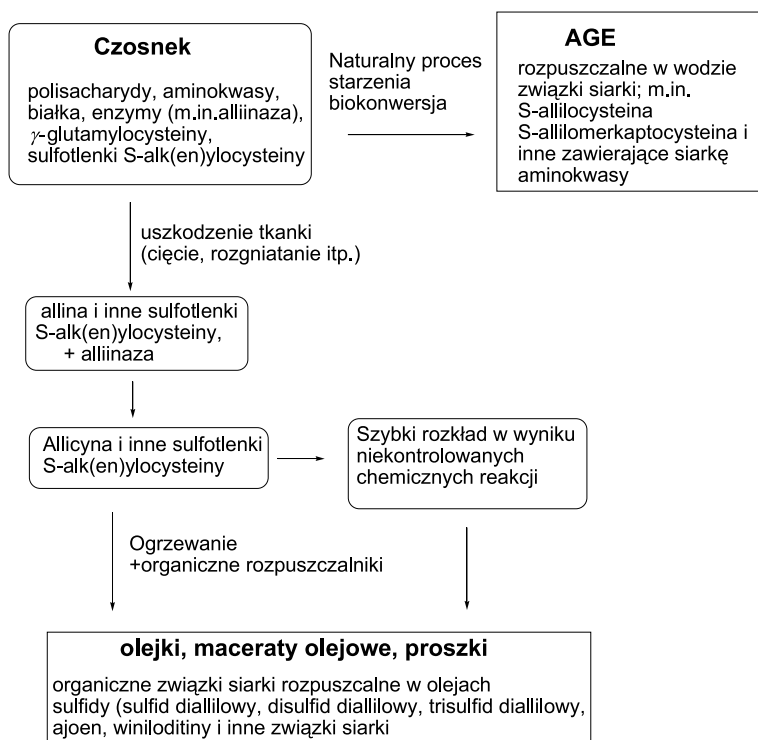 Czosnek
polisacharydy, aminokwasy,
białka, enzymy (m.in.alliinaza),
γ-glutamylocysteiny,
sulfotlenki S-alk(en)ylocysteiny
Naturalny proces
starzenia
biokonwersja
AGE
rozpuszczalne w wodzie
związki siarki; m.in.
S-allilocysteina
S-allilomerkaptocysteina i
inne zawierające siarkę
aminokwasy
uszkodzenie tkanki
(cięcie, rozgniatanie itp.)
allina i inne sulfotlenki
S-alk(en)ylocysteiny,
+ alliinaza
Allicyna i inne sulfotlenki
S-alk(en)ylocysteiny
Szybki rozkład w wyniku
niekontrolowanych
chemicznych reakcji
Ogrzewanie
+organiczne rozpuszczalniki
olejki, maceraty olejowe, proszki
organiczne związki siarki rozpuszcalne w olejach
sulfidy (sulfid diallilowy, disulfid diallilowy, trisulfid diallilowy,
ajoen, winiloditiny i inne związki siarki